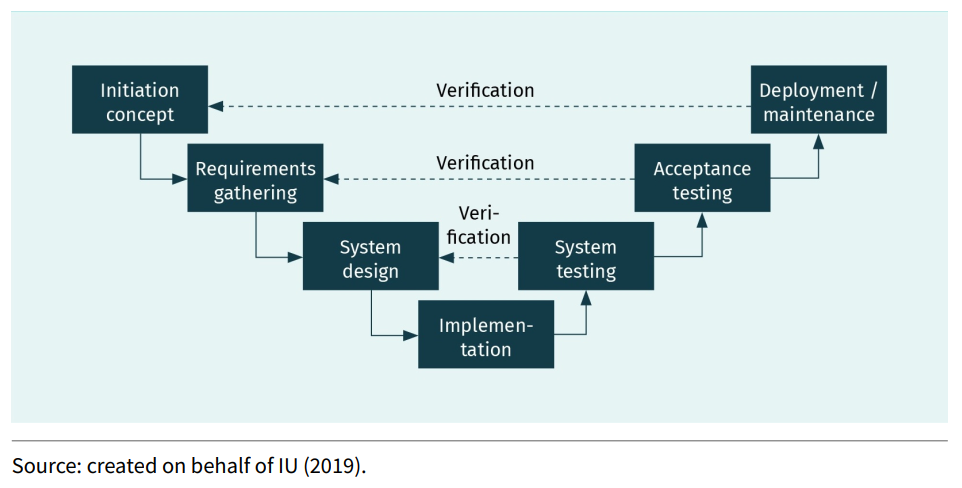 Initiation
concept
Verification
Deployment /
maintenance
Requirements
gathering
Verification
Acceptance
testing
System
design
Veri-
fication
System
testing
Implemen-
tation
Source: created on behalf of IU (2019).